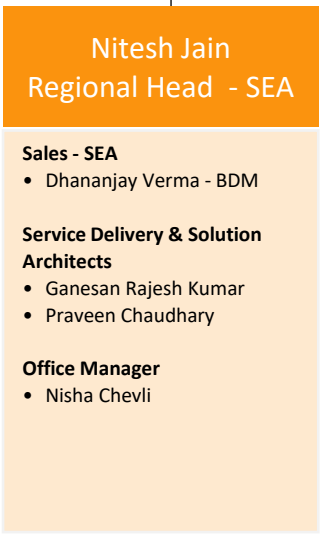 Nitesh Jain
Regional Head - SEA
Sales - SEA
• Dhananjay Verma - BDM
Service Delivery & Solution
Architects
• Ganesan Rajesh Kumar
• Praveen Chaudhary
Office Manager
• Nisha Chevli